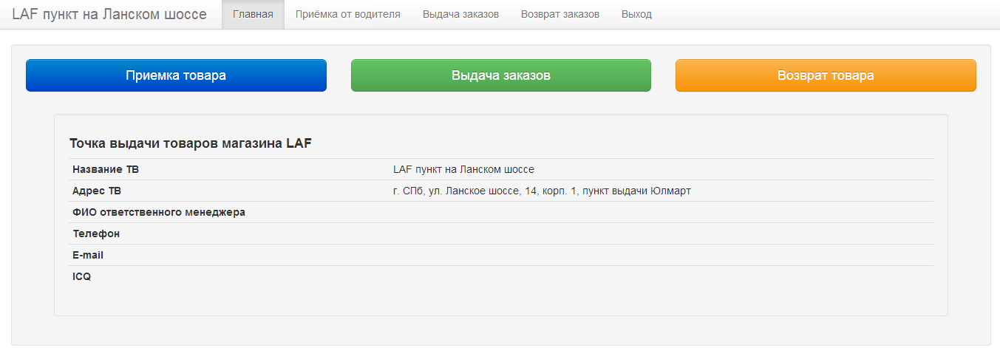 LAF пункт на Ланском шоссе Главная Приёмка от водителя Выдача заказов Возврат заказов Выход
Приемка товара Выдача заказов Возврат товара
Точка выдачи товаров магазина LAF
Название ТВ LAF пункт на Ланском шоссе
Адрес ТВ г. СПб, ул. Ланское шоссе, 14, корп. 1, пункт выдачи Юлмарт
ФИО ответственного менеджера
Телефон
E-mail
ICQ